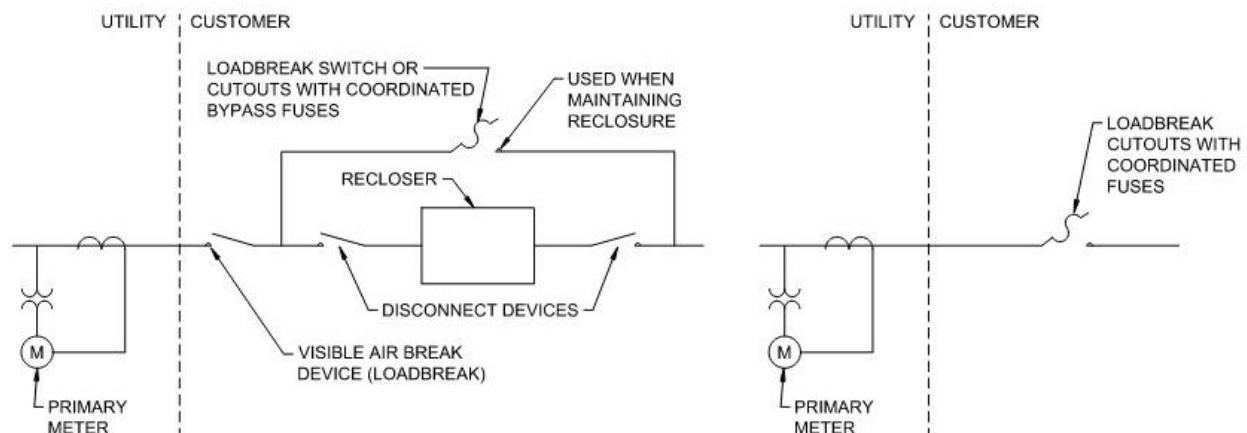 UTILITY CUSTOMER
LOADBREAK SWITCH OR
CUTOUTS WITH COORDINATED
BYPASS FUSES
USED WHEN
MAINTAINING
RECLOSURE
RECLOSER
DISCONNECT DEVICES
M
VISIBLE AIR BREAK
DEVICE (LOADBREAK)
PRIMARY
METER
UTILITY CUSTOMER
LOADBREAK
CUTOUTS WITH
COORDINATED
FUSES
M
PRIMARY
METER